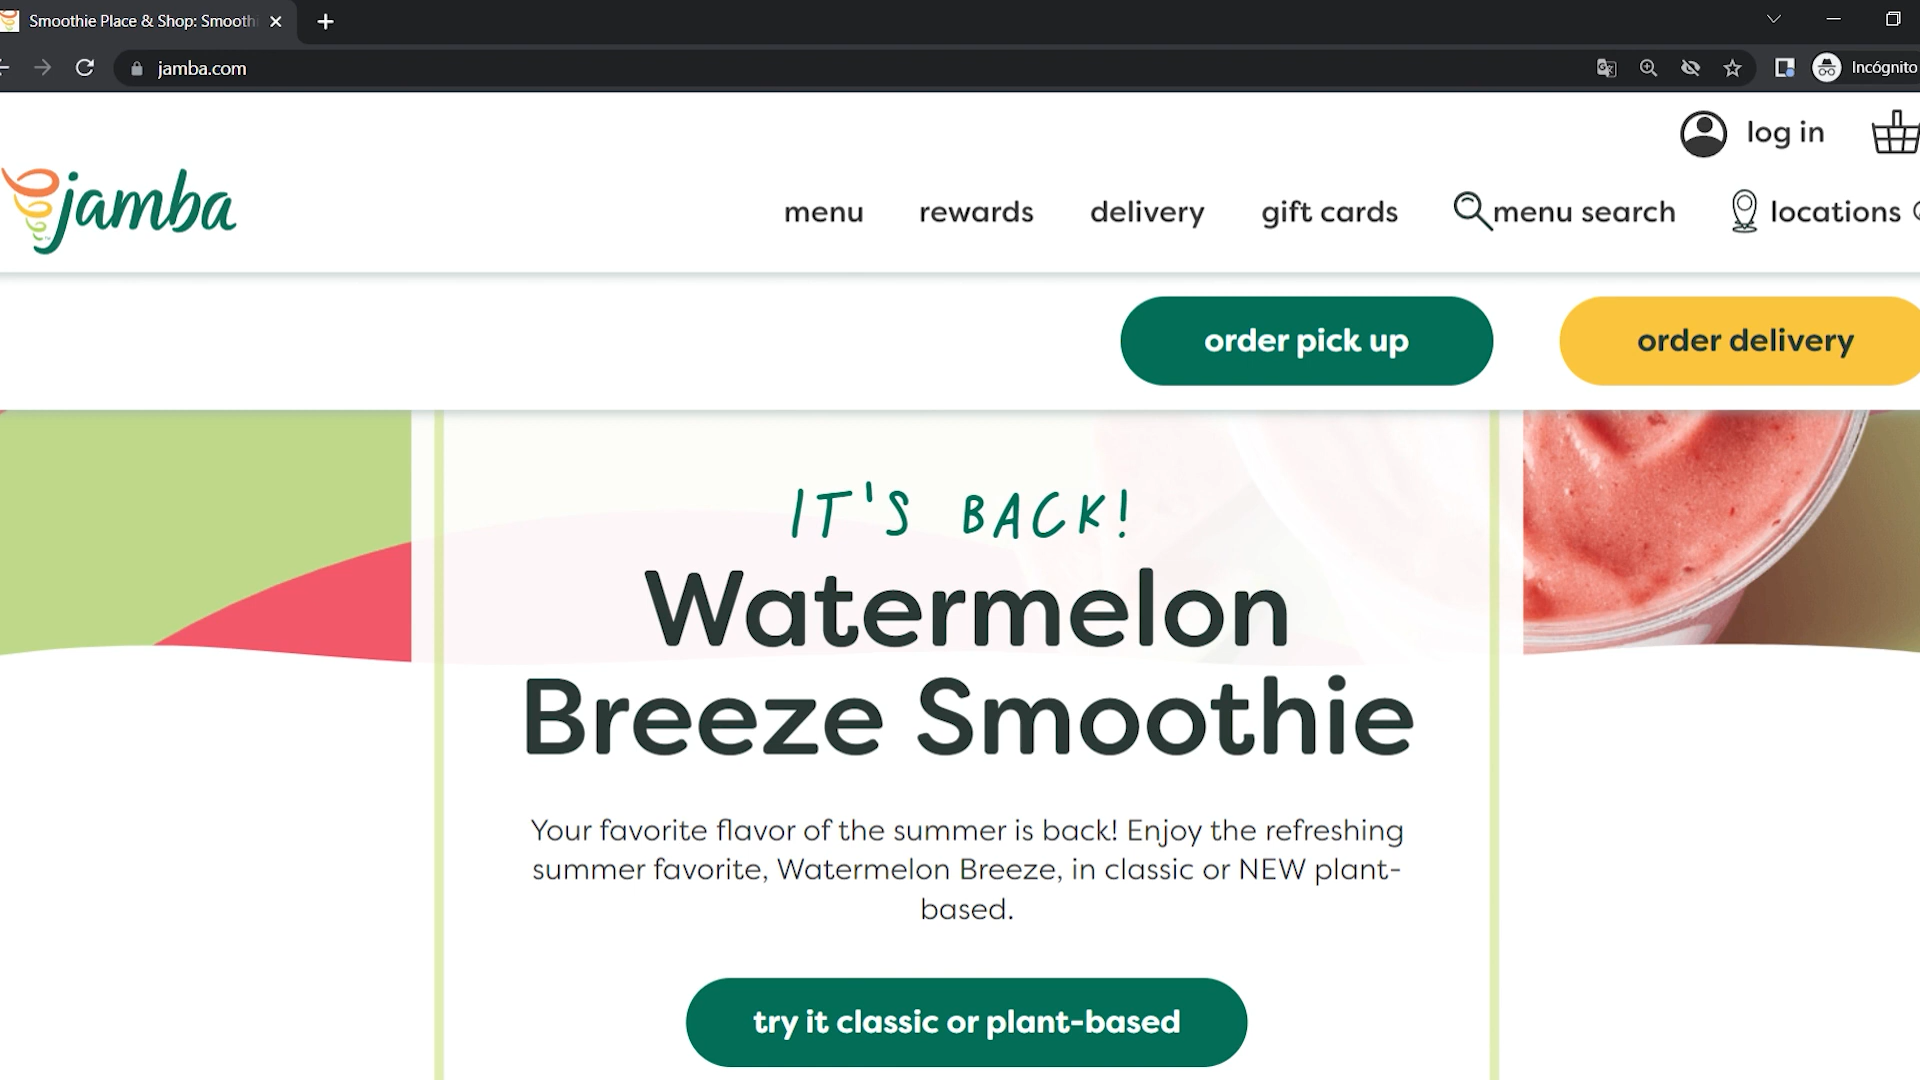 Smoothie Place & Shop: Smoothi
jamba.com
Incógnito
log in
jamba
menu
rewards
delivery
gift cards
menu search
locations
order pick up
order delivery
IT'S BACK!
Watermelon
Breeze Smoothie
Your favorite flavor of the summer is back! Enjoy the refreshing
summer favorite, Watermelon Breeze, in classic or NEW plant-
based.
try it classic or plant-based